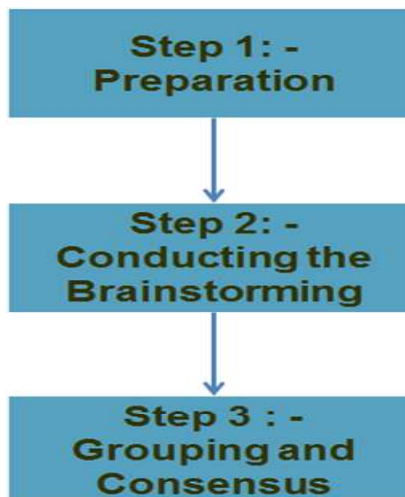 Step 1: -
Preparation
Step 2: -
Conducting the
Brainstorming
Step 3 : -
Grouping and
Consensus